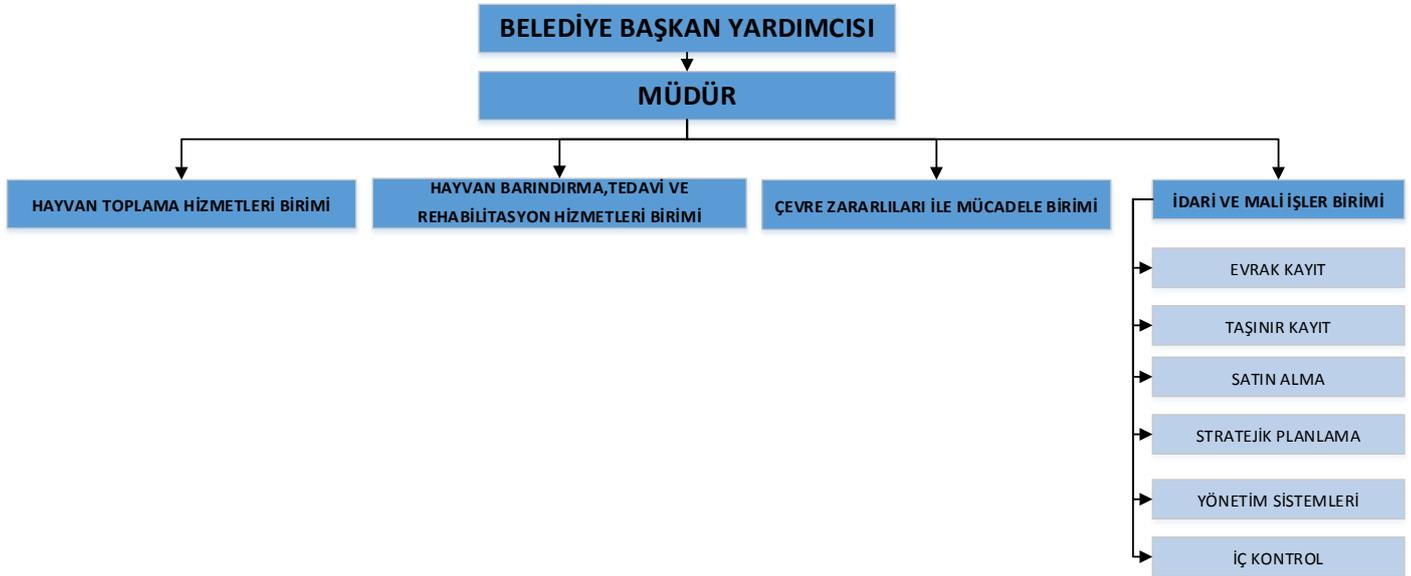 BELEDİYE BAŞKAN YARDIMCISI
MÜDÜR
HAYVAN TOPLAMA HİZMETLERİ BİRİMİ
HAYVAN BARINDIRMA,TEDAVİ VE
REHABİLİTASYON HİZMETLERİ BİRİMİ
ÇEVRE ZARARLILARI İLE MÜCADELE BİRİMİ
İDARİ VE MALİ İŞLER BİRİMİ
EVRAK KAYIT
TAŞINIR KAYIT
SATIN ALMA
STRATEJİK PLANLAMA
YÖNETİM SİSTEMLERİ
İÇ KONTROL